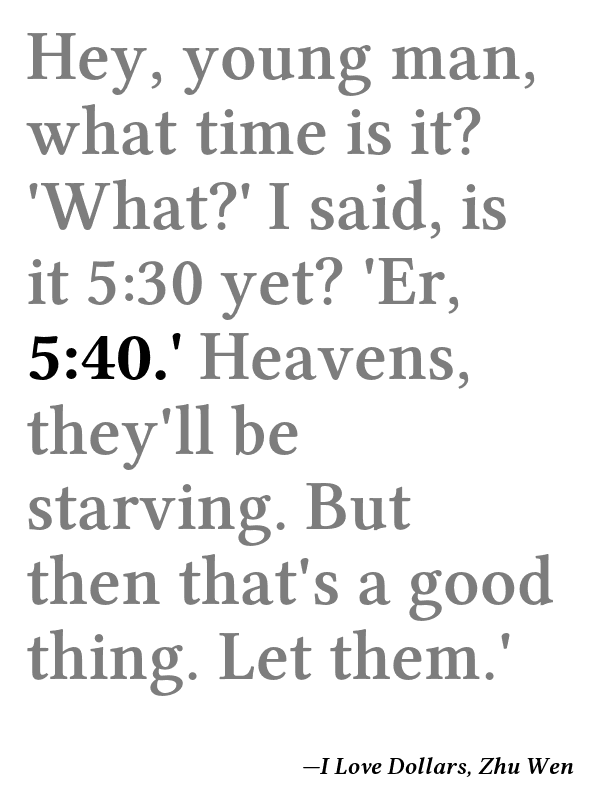 Hey, young man,
what time is it?
'What?' I said, is
it 5:30 yet? 'Er,
5:40.' Heavens,
they'll be
starving. But
then that's a good
thing. Let them.'
—I Love Dollars, Zhu Wen